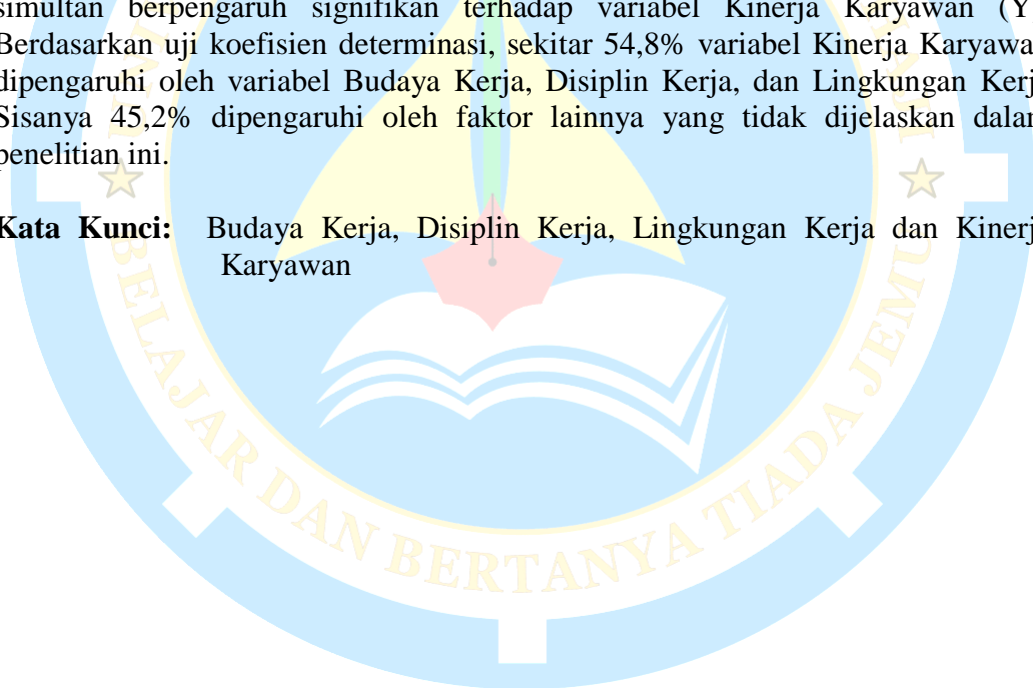 simultan berpengaruh signifikan terhadap variabel Kinerja Karyawan (Y
Berdasarkan uji koefisien determinasi, sekitar 54,8% variabel Kinerja Karyawa
dipengaruhi oleh variabel Budaya Kerja, Disiplin Kerja, dan Lingkungan Kerj
Sisanya 45,2% dipengaruhi oleh faktor lainnya yang tidak dijelaskan dalam
penelitian ini.
Kata Kunci: Budaya Kerja, Disiplin Kerja, Lingkungan Kerja dan Kinerj
Karyawan
BELAJAR DAN BERTANYA TIADA JEMU